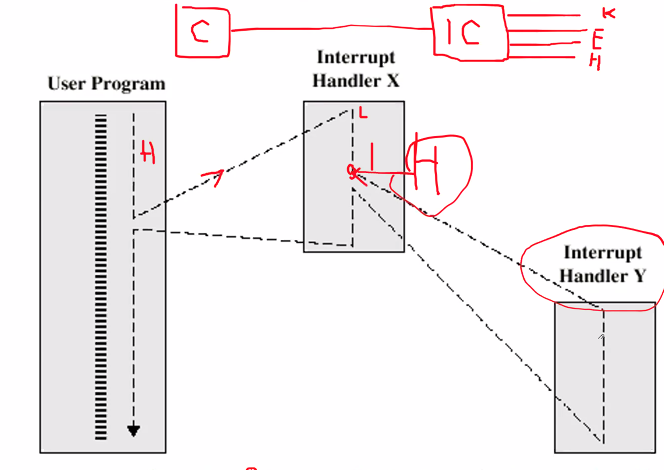 C
IC
K
E
H
Interrupt
Handler X
User Program
L
H
I
H
Interrupt
Handler Y